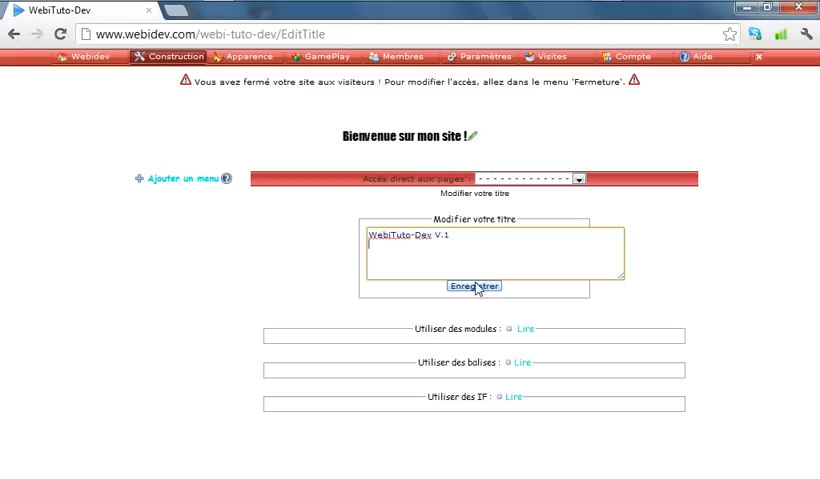 WebiTuto-Dev
www.webidev.com/webi-tuto-dev/EditTitle
Webidev Construction Apparence GamePlay Membres Paramètres Visites Compte Aide
Vous avez fermé votre site aux visiteurs ! Pour modifier l'accès, allez dans le menu 'Fermeture'.
Bienvenue sur mon site !
Ajouter un menu
Accès direct aux pages : - - - - - - - - - - - - -
Modifier votre titre
Modifier votre titre
WebiTuto-Dev V.1
Enregistrer
Utiliser des modules : Lire
Utiliser des balises : Lire
Utiliser des IF : Lire